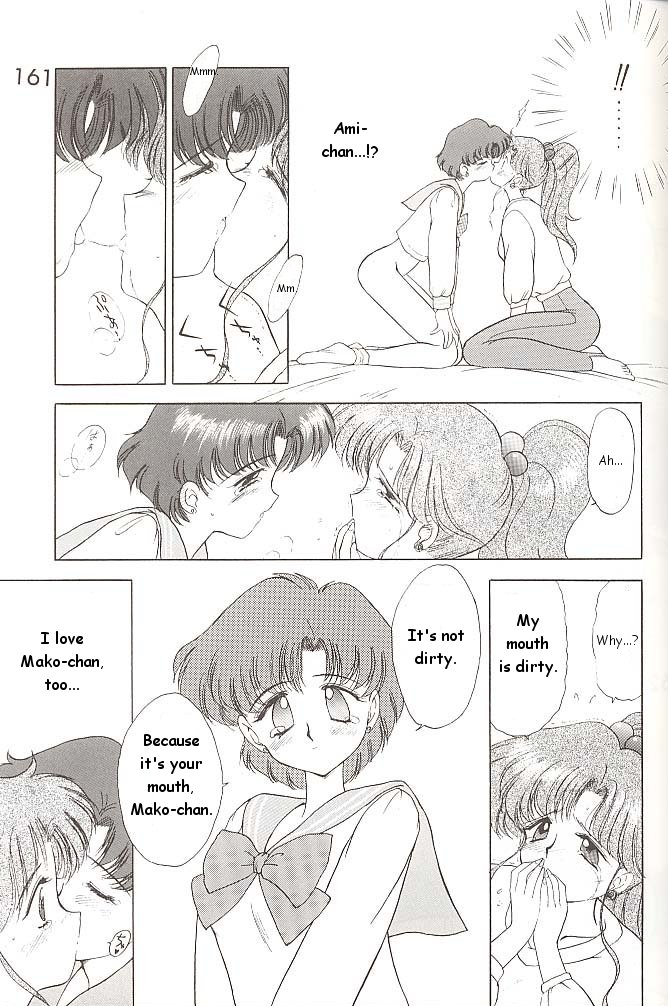 161
!!
......
Ami-
chan...!?
Mmm.
Mm.
Ah...
Why...?
My
mouth
is dirty.
It's not
dirty.
Because
it's your
mouth,
Mako-chan.
I love
Mako-chan,
too...